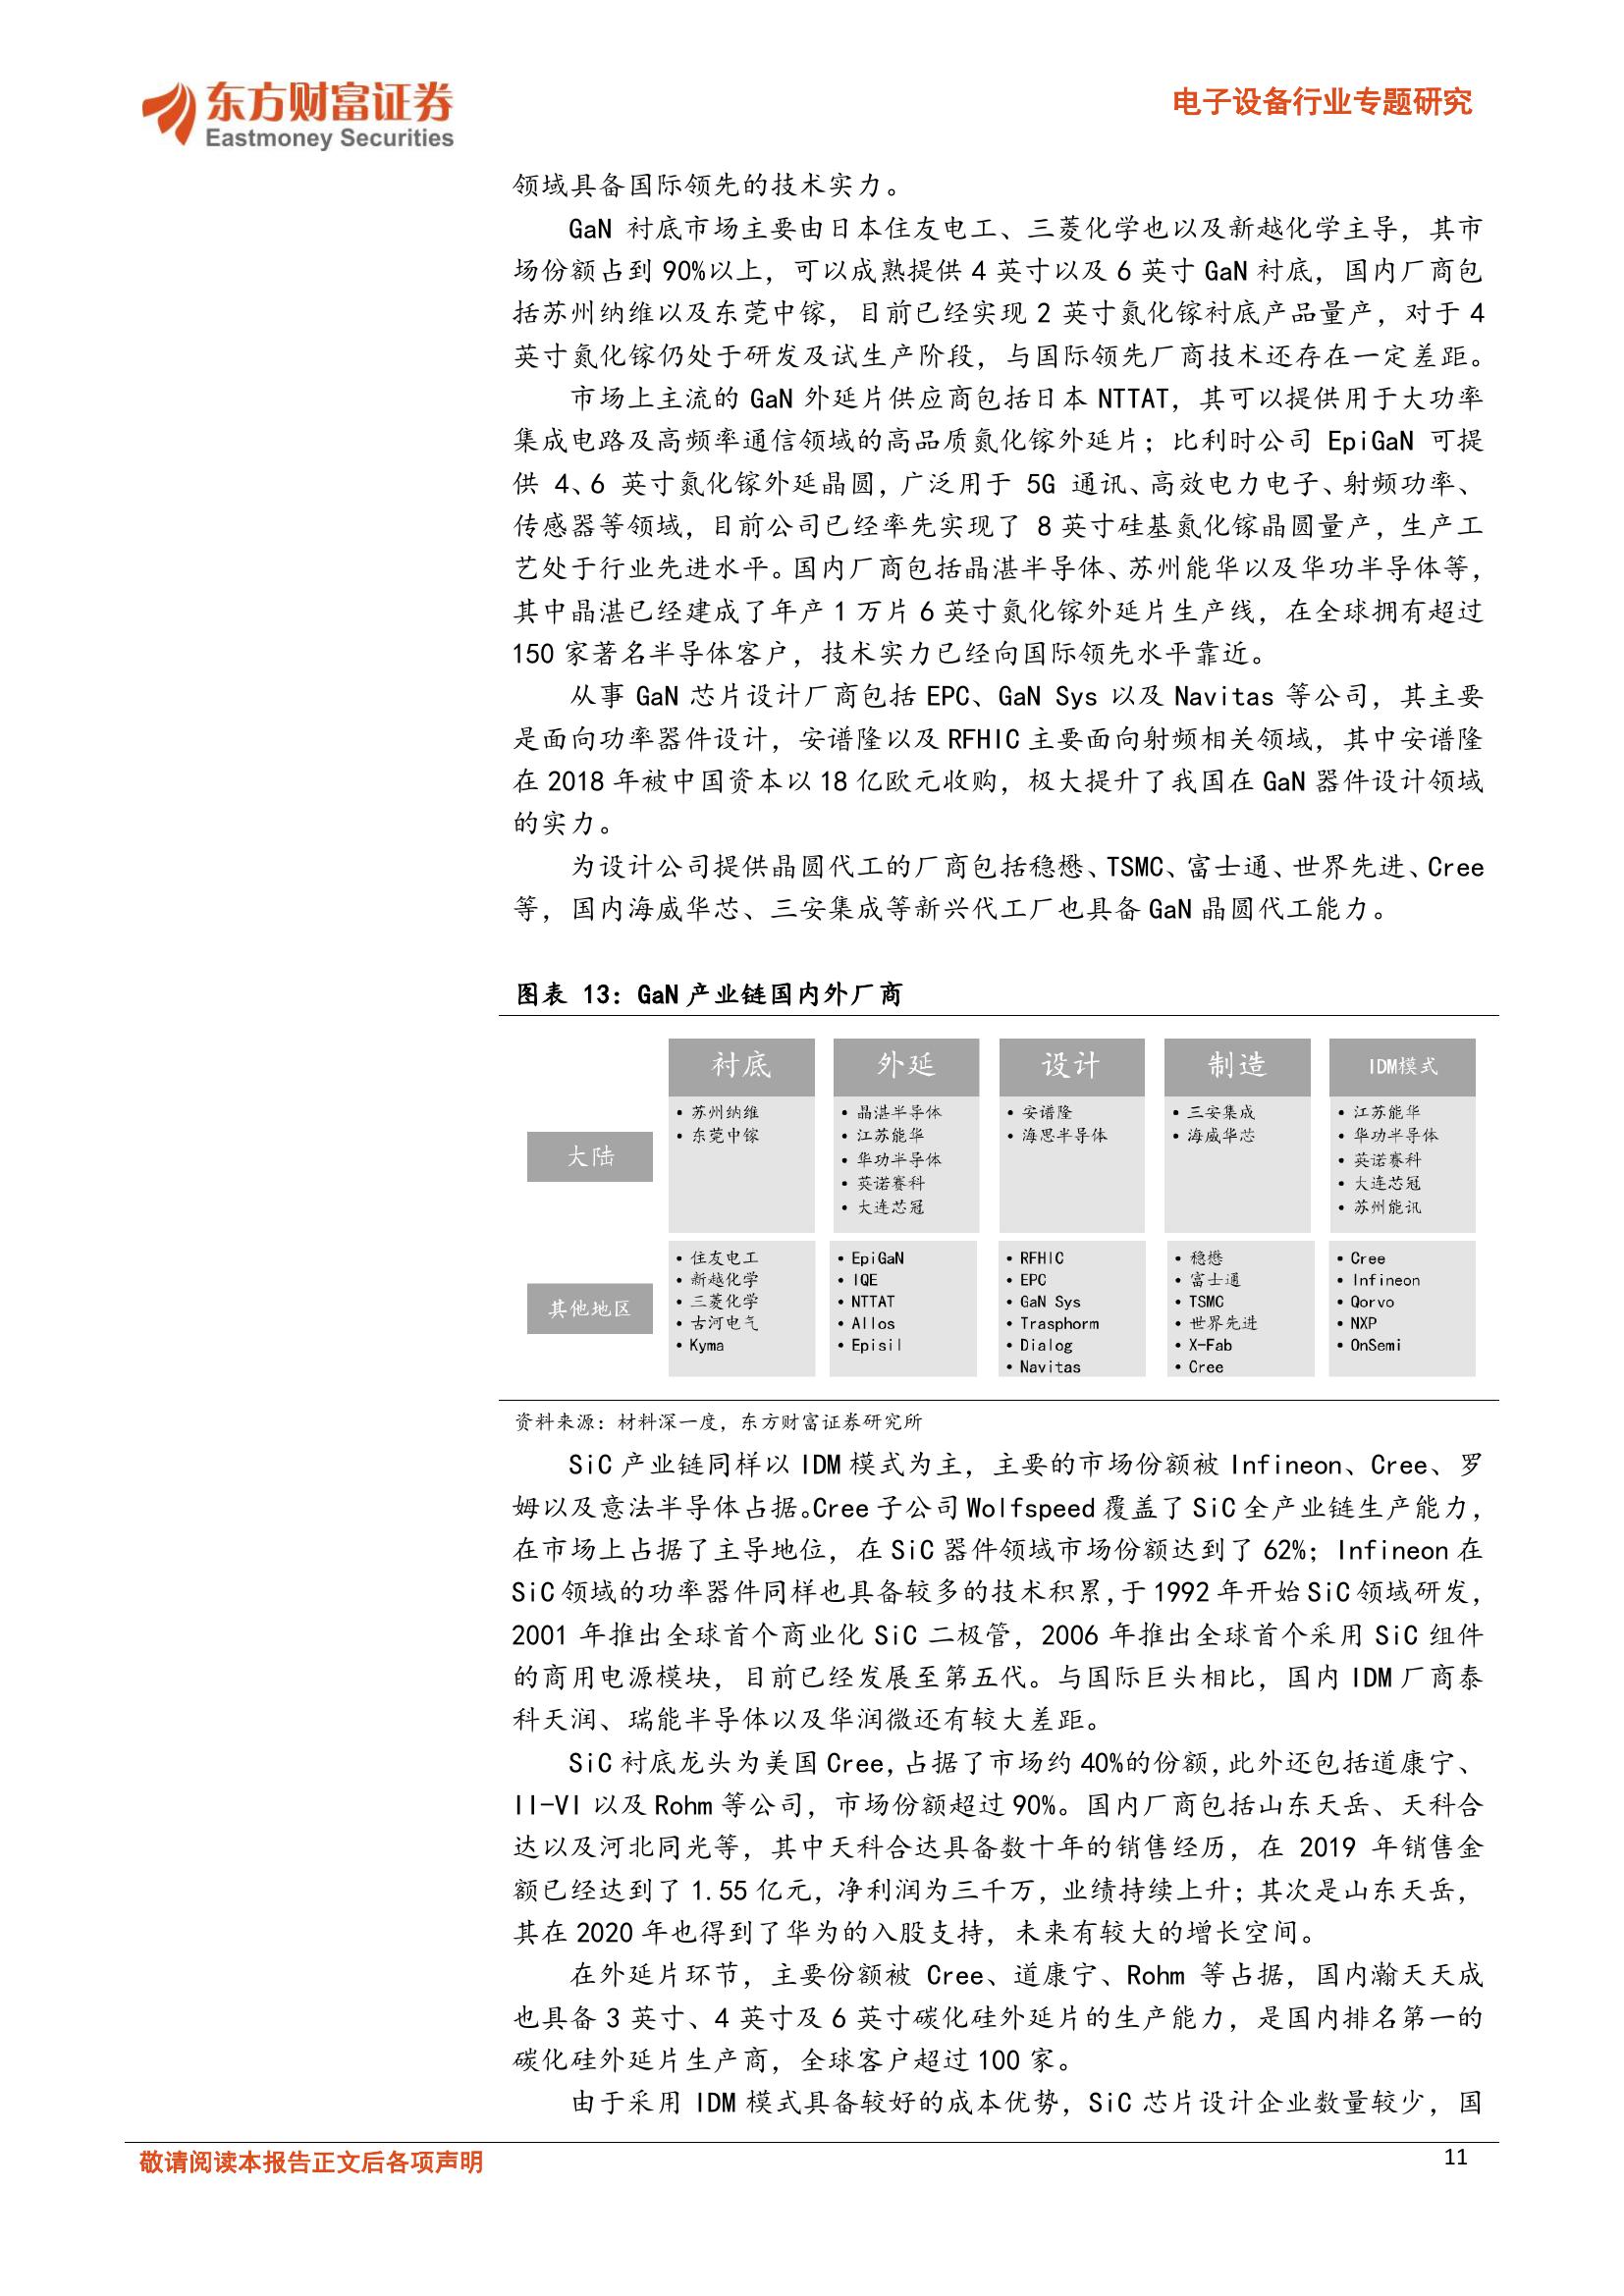 东方财富证券
Eastmoney Securities
电子设备行业专题研究
领域具备国际领先的技术实力。
GaN 衬底市场主要由日本住友电工、三菱化学也以及新越化学主导，其市
场份额占到 90%以上，可以成熟提供 4 英寸以及 6 英寸 GaN 衬底，国内厂商包
括苏州纳维以及东莞中镓，目前已经实现 2 英寸氮化镓衬底产品量产，对于 4
英寸氮化镓仍处于研发及试生产阶段，与国际领先厂商技术还存在一定差距。
市场上主流的 GaN 外延片供应商包括日本 NTTAT，其可以提供用于大功率
集成电路及高频率通信领域的高品质氮化镓外延片；比利时公司 EpiGaN 可提
供 4、6 英寸氮化镓外延晶圆，广泛用于 5G 通讯、高效电力电子、射频功率、
传感器等领域，目前公司已经率先实现了 8 英寸硅基氮化镓晶圆量产，生产工
艺处于行业先进水平。国内厂商包括晶湛半导体、苏州能华以及华功半导体等，
其中晶湛已经建成了年产 1 万片 6 英寸氮化镓外延片生产线，在全球拥有超过
150 家著名半导体客户，技术实力已经向国际领先水平靠近。
从事 GaN 芯片设计厂商包括 EPC、GaN Sys 以及 Navitas 等公司，其主要
是面向功率器件设计，安谱隆以及 RFHIC 主要面向射频相关领域，其中安谱隆
在 2018 年被中国资本以 18 亿欧元收购，极大提升了我国在 GaN 器件设计领域
的实力。
为设计公司提供晶圆代工的厂商包括稳懋、TSMC、富士通、世界先进、Cree
等，国内海威华芯、三安集成等新兴代工厂也具备 GaN 晶圆代工能力。
图表 13：GaN 产业链国内外厂商
衬底
外延
设计
制造
IDM模式
大陆
• 苏州纳维
• 东莞中镓
• 晶湛半导体
• 江苏能华
• 华功半导体
• 英诺赛科
• 大连芯冠
• 安谱隆
• 海思半导体
• 三安集成
• 海威华芯
• 江苏能华
• 华功半导体
• 英诺赛科
• 大连芯冠
• 苏州能讯
其他地区
• 住友电工
• 新越化学
• 三菱化学
• 古河电气
• Kyma
• EpiGaN
• IQE
• NTTAT
• Allos
• Episil
• RFHIC
• EPC
• GaN Sys
• Trasphorm
• Dialog
• Navitas
• 稳懋
• 富士通
• TSMC
• 世界先进
• X-Fab
• Cree
• Cree
• Infineon
• Qorvo
• NXP
• OnSemi
资料来源：材料深一度，东方财富证券研究所
SiC 产业链同样以 IDM 模式为主，主要的市场份额被 Infineon、Cree、罗
姆以及意法半导体占据。Cree 子公司 Wolfspeed 覆盖了 SiC 全产业链生产能力，
在市场上占据了主导地位，在 SiC 器件领域市场份额达到了 62%；Infineon 在
SiC 领域的功率器件同样也具备较多的技术积累，于 1992 年开始 SiC 领域研发，
2001 年推出全球首个商业化 SiC 二极管，2006 年推出全球首个采用 SiC 组件
的商用电源模块，目前已经发展至第五代。与国际巨头相比，国内 IDM 厂商泰
科天润、瑞能半导体以及华润微还有较大差距。
SiC 衬底龙头为美国 Cree，占据了市场约 40%的份额，此外还包括道康宁、
II-VI 以及 Rohm 等公司，市场份额超过 90%。国内厂商包括山东天岳、天科合
达以及河北同光等，其中天科合达具备数十年的销售经历，在 2019 年销售金
额已经达到了 1.55 亿元，净利润为三千万，业绩持续上升；其次是山东天岳，
其在 2020 年也得到了华为的入股支持，未来有较大的增长空间。
在外延片环节，主要份额被 Cree、道康宁、Rohm 等占据，国内瀚天天成
也具备 3 英寸、4 英寸及 6 英寸碳化硅外延片的生产能力，是国内排名第一的
碳化硅外延片生产商，全球客户超过 100 家。
由于采用 IDM 模式具备较好的成本优势，SiC 芯片设计企业数量较少，国
敬请阅读本报告正文后各项声明
11